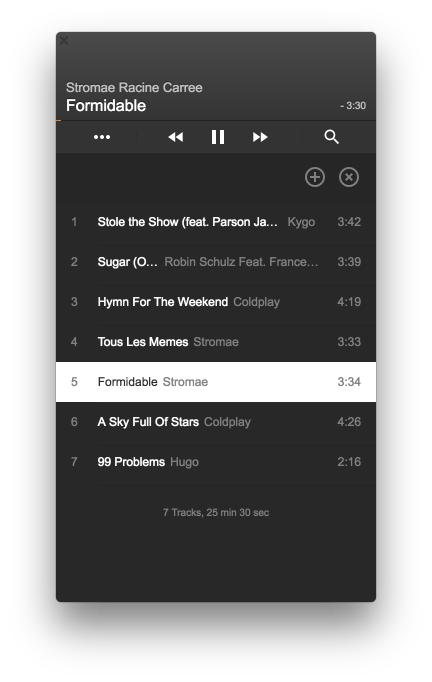 Stromae Racine Carree
Formidable - 3:30
1 Stole the Show (feat. Parson Ja... Kygo 3:42
2 Sugar (O... Robin Schulz Feat. France... 3:39
3 Hymn For The Weekend Coldplay 4:19
4 Tous Les Memes Stromae 3:33
5 Formidable Stromae 3:34
6 A Sky Full Of Stars Coldplay 4:26
7 99 Problems Hugo 2:16
7 Tracks, 25 min 30 sec